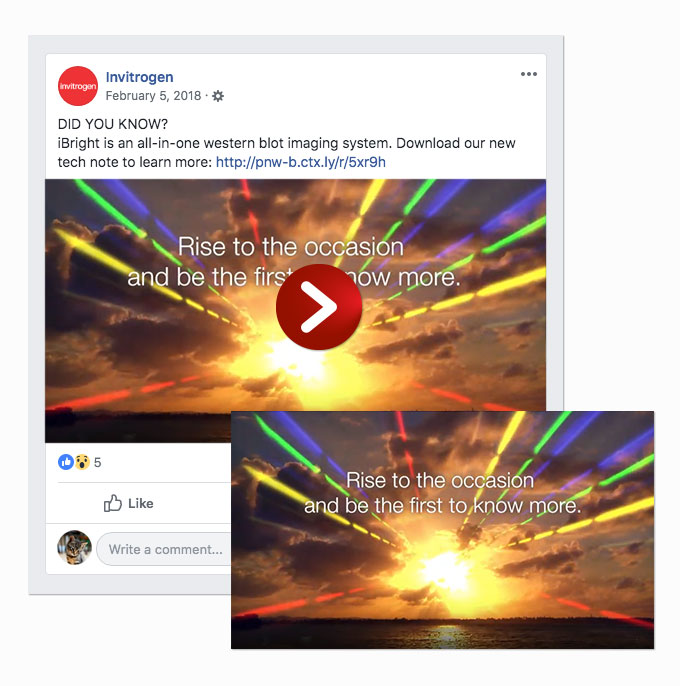 invitrogen
Invitrogen
February 5, 2018 ·
DID YOU KNOW?
iBright is an all-in-one western blot imaging system. Download our new
tech note to learn more: http://pnw-b.ctx.ly/r/5xr9h
Rise to the occasion
and be the first to know more.
5
Like
Write a comment...
Rise to the occasion
and be the first to know more.